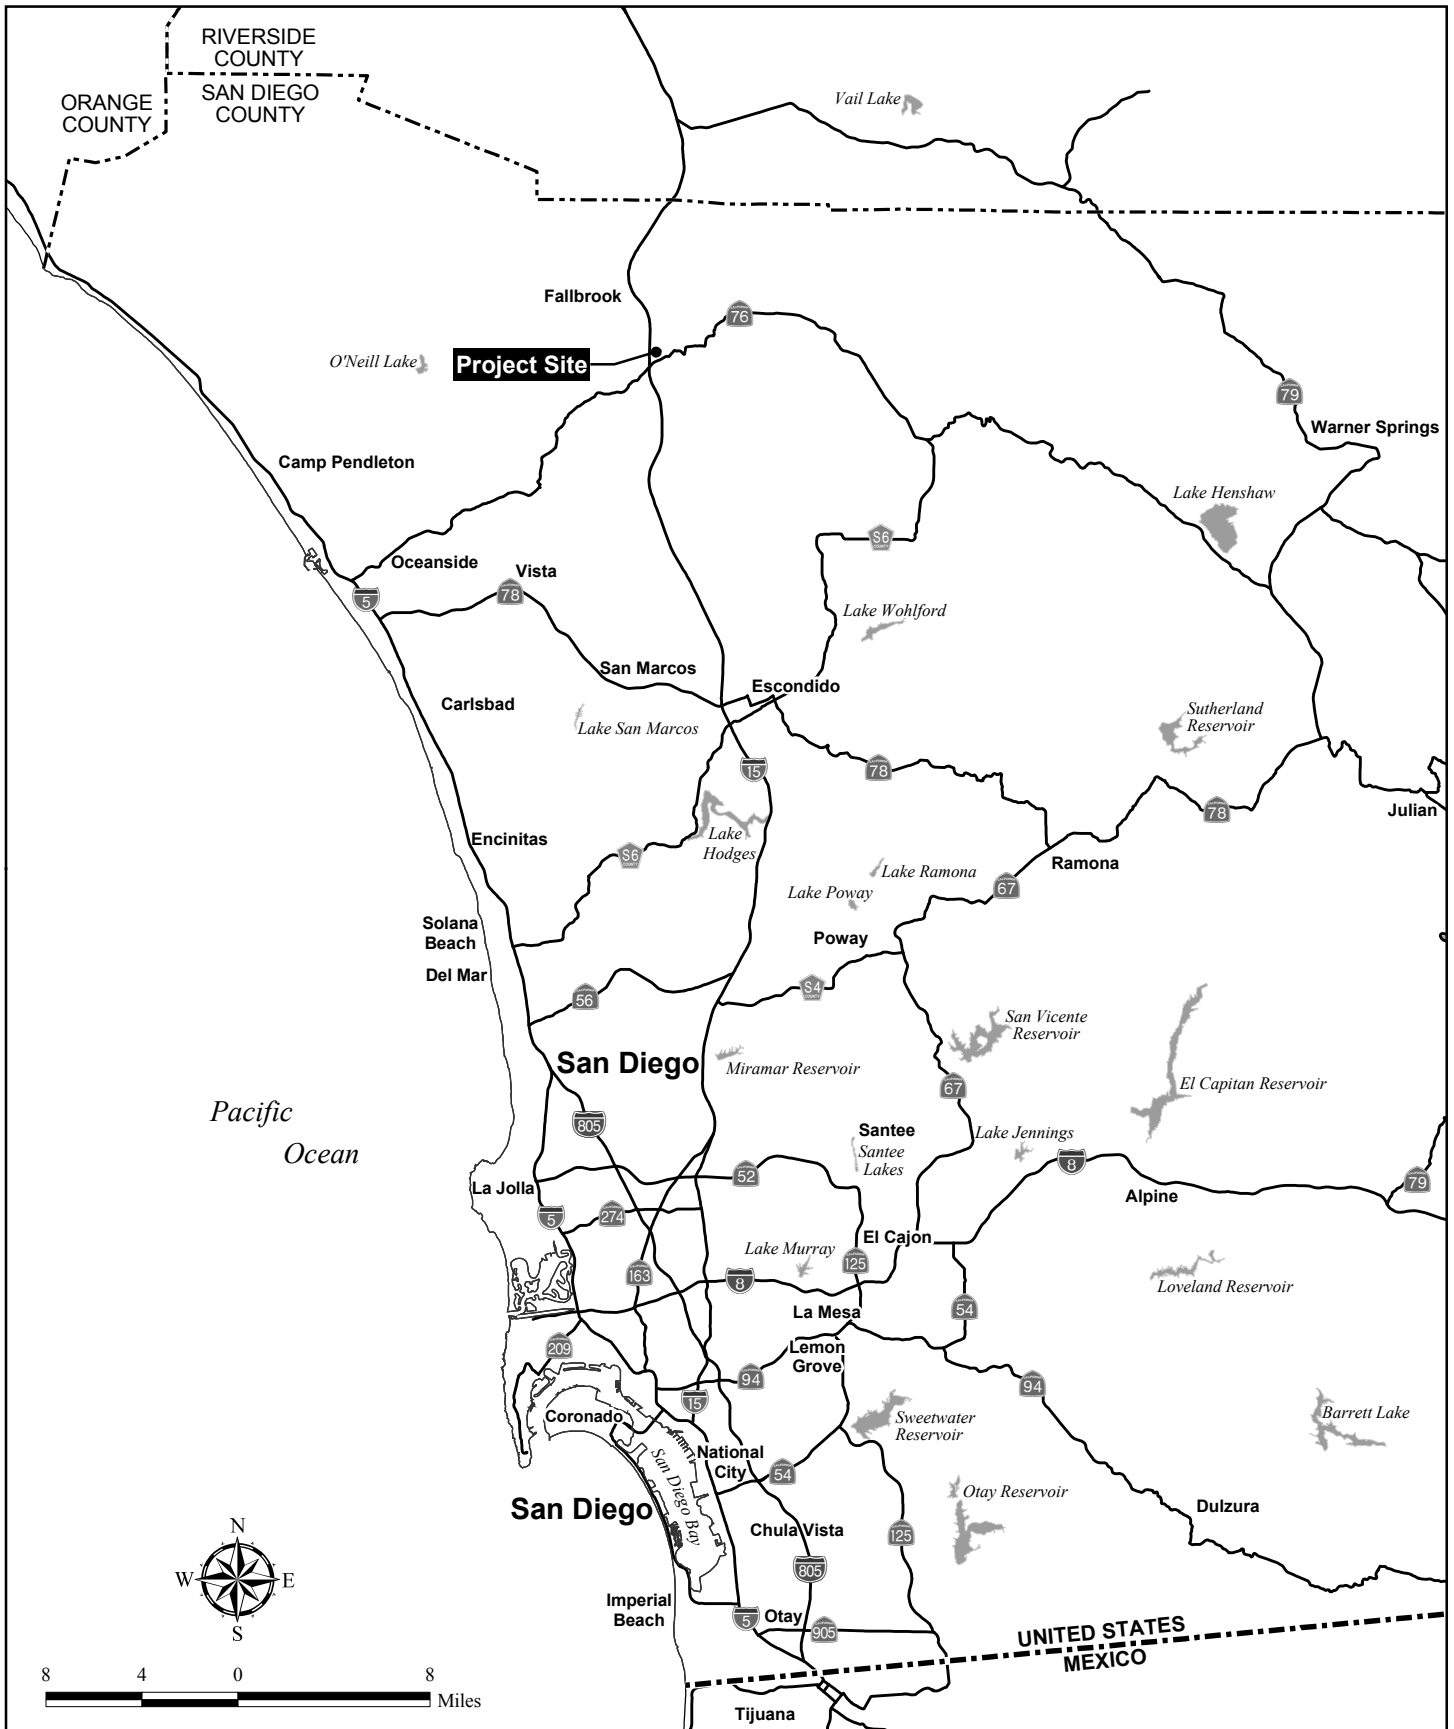 RIVERSIDE
COUNTY
SAN DIEGO
COUNTY
ORANGE
COUNTY
Vail Lake
Fallbrook
76
O'Neill Lake
Project Site
79
Warner Springs
Camp Pendleton
Lake Henshaw
S6
COUNTY
Oceanside
Vista
78
5
Lake Wohlford
San Marcos
Escondido
Carlsbad
Lake San Marcos
Sutherland
Reservoir
15
78
78
Julian
Encinitas
Lake
Hodges
S6
COUNTY
Ramona
Lake Ramona
67
Lake Poway
Solana
Beach
Poway
Del Mar
56
S4
COUNTY
San Vicente
Reservoir
San Diego
Miramar Reservoir
67
El Capitan Reservoir
Pacific
Ocean
805
Santee
Santee
Lakes
Lake Jennings
8
52
La Jolla
Alpine
79
5
274
El Cajon
Lake Murray
125
163
8
Loveland Reservoir
54
La Mesa
209
Lemon
Grove
94
94
15
Coronado
Sweetwater
Reservoir
Barrett Lake
National
City
54
San Diego Bay
Otay Reservoir
San Diego
Dulzura
Chula Vista
125
805
N
W
E
S
Imperial
Beach
5
Otay
905
UNITED STATES
MEXICO
8
4
0
8
Miles
Tijuana